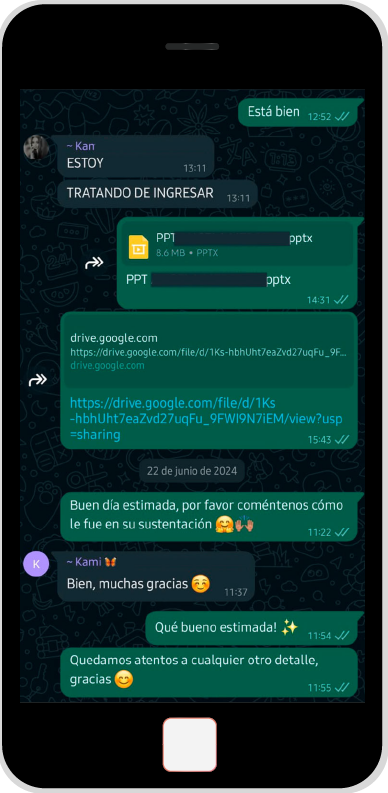 Está bien
12:52
~ Kam
ESTOY
13:11
TRATANDO DE INGRESAR
13:11
PPT pptx
8.6 MB • PPTX
PPT pptx
14:31
drive.google.com
https://drive.google.com/file/d/1Ks-hbhUht7eaZvd27uqFu_9F...
drive.google.com
https://drive.google.com/file/d/1Ks
-hbhUht7eaZvd27uqFu_9FWl9N7iEM/view?usp
=sharing
15:43
22 de junio de 2024
Buen día estimada, por favor coméntenos cómo
le fue en su sustentación 🤗🙌🏽
11:22
K
~ Kami 🦋
Bien, muchas gracias ☺️
11:37
Qué bueno estimada! ✨
11:54
Quedamos atentos a cualquier otro detalle,
gracias 😊
11:55